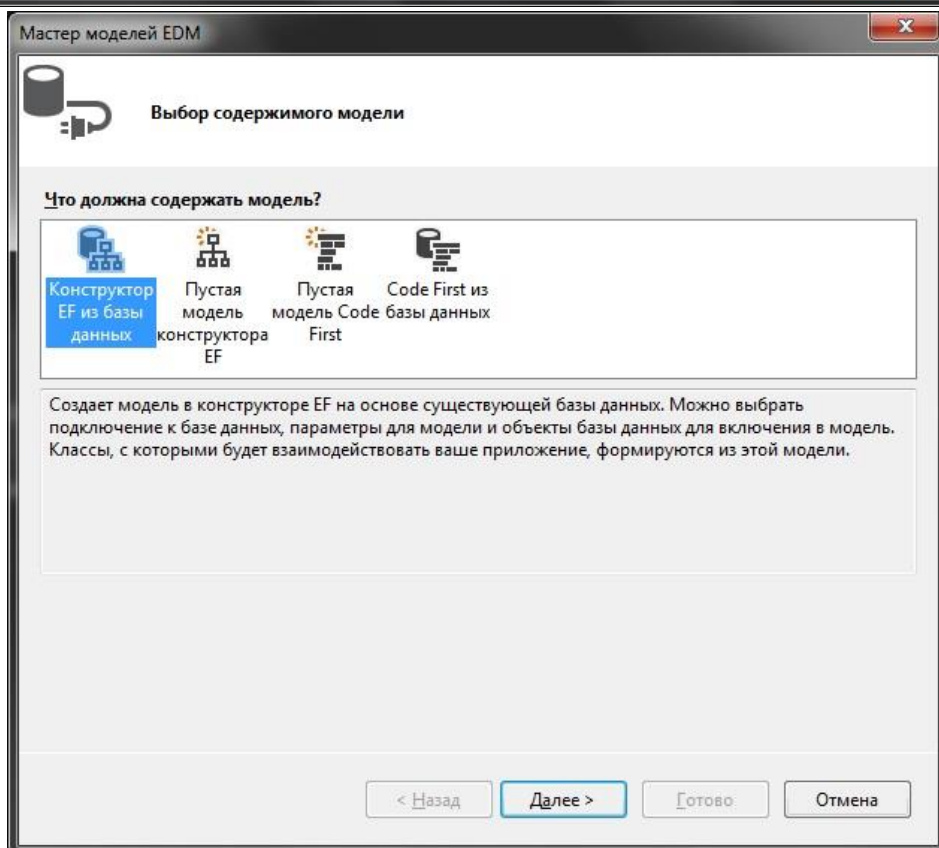 Мастер моделей EDM
Выбор содержимого модели
Что должна содержать модель?
Конструктор EF из базы данных
Пустая модель конструктора EF
Пустая модель Code First
Code First из базы данных
Создает модель в конструкторе EF на основе существующей базы данных. Можно выбрать
подключение к базе данных, параметры для модели и объекты базы данных для включения в модель.
Классы, с которыми будет взаимодействовать ваше приложение, формируются из этой модели.
< Назад
Далее >
Готово
Отмена